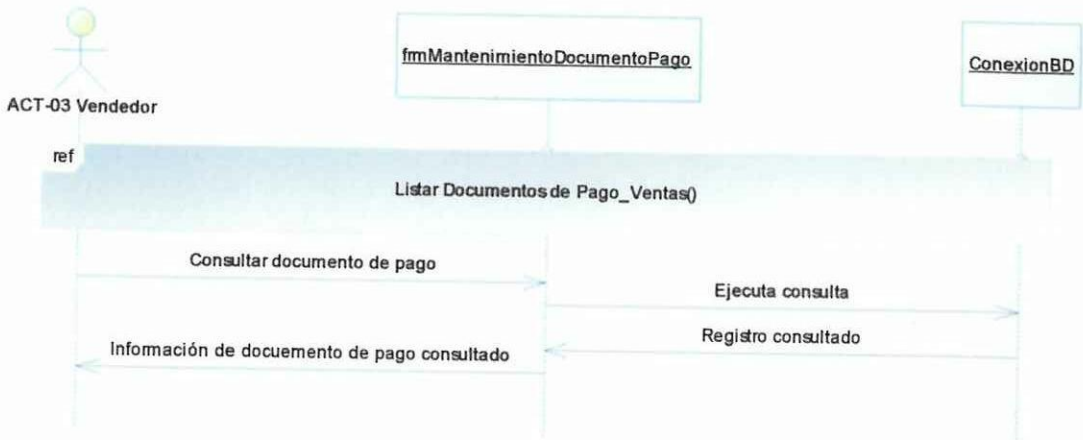 frmMantenimientoDocumentoPago
ConexionBD
ACT-03 Vendedor
ref
Listar Documentos de Pago_Ventas()
Consultar documento de pago
Ejecuta consulta
Registro consultado
Información de docuemento de pago consultado